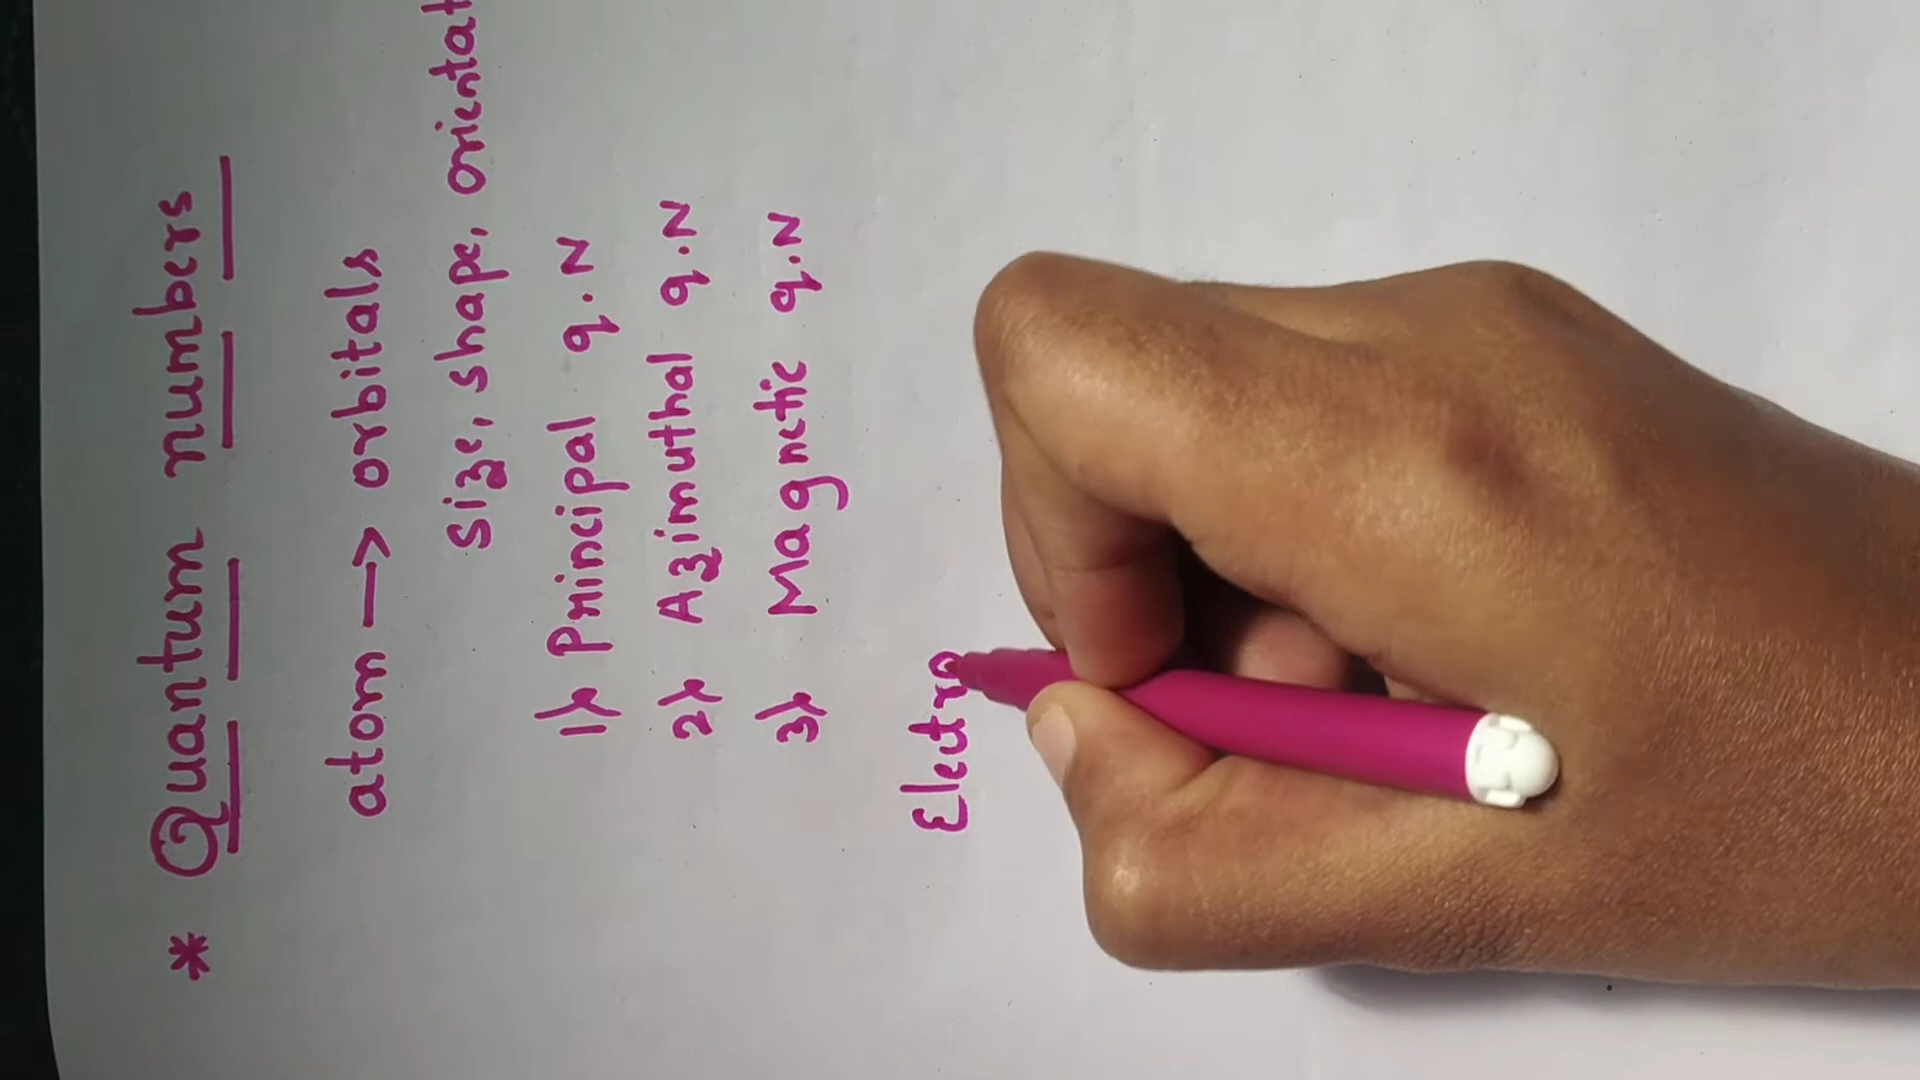 * Quantum numbers
atom → orbitals
size, shape, orientat
1) Principal q.N
2) Azimuthal q.N
3) Magnetic q.N
Electro